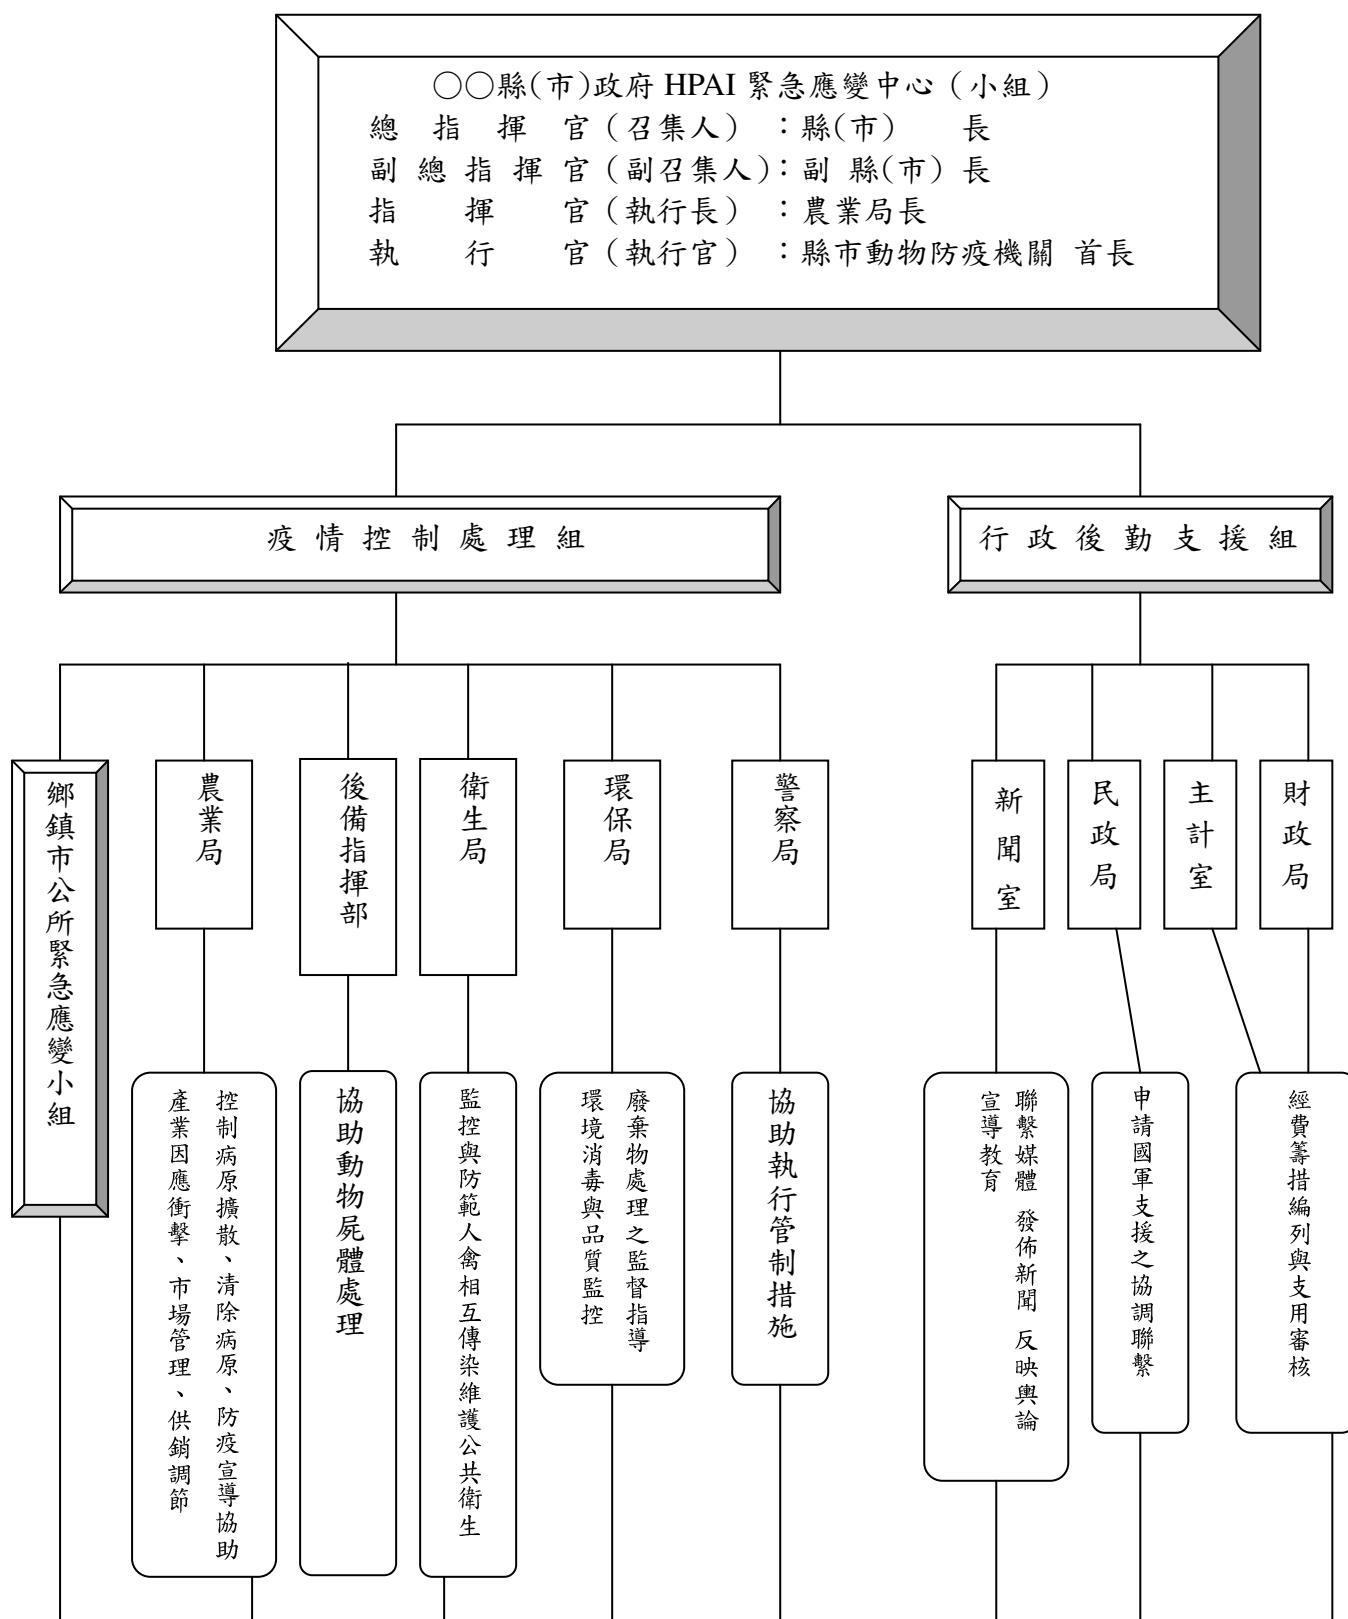 ○○縣(市)政府 HPAI 緊急應變中心（小組）
總指揮官（召集人）：縣(市) 長
副總指揮官（副召集人）：副 縣(市) 長
指揮官（執行長）：農業局長
執行官（執行官）：縣市動物防疫機關 首長
疫情控制處理組
行政後勤支援組
鄉鎮市公所緊急應變小組
農業局
後備指揮部
衛生局
環保局
警察局
新聞室
民政局
主計室
財政局
控制病原擴散、清除病原、防疫宣導協助
產業因應衝擊、市場管理、供銷調節
協助動物屍體處理
監控與防範人禽相互傳染維護公共衛生
廢棄物處理之監督指導
環境消毒與品質監控
協助執行管制措施
聯繫媒體 發佈新聞 反映輿論
宣導教育
申請國軍支援之協調聯繫
經費籌措編列與支用審核